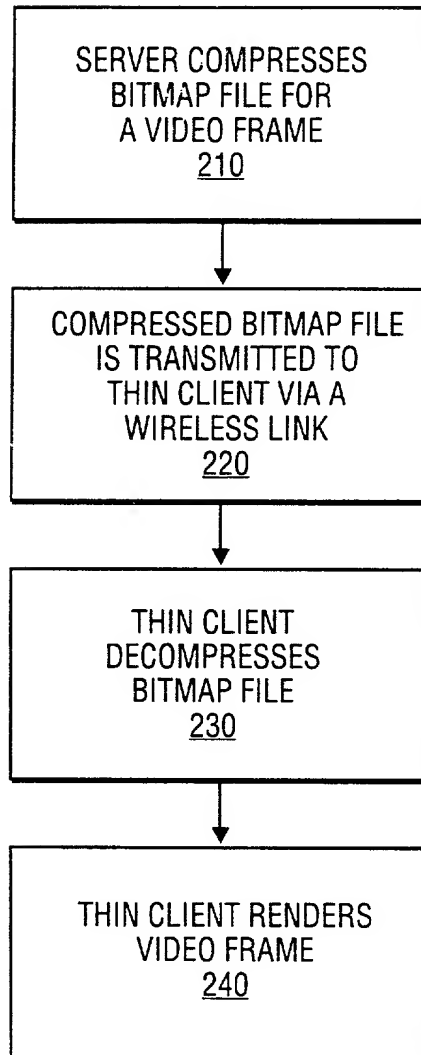 SERVER COMPRESSES
BITMAP FILE FOR
A VIDEO FRAME
210
COMPRESSED BITMAP FILE
IS TRANSMITTED TO
THIN CLIENT VIA A
WIRELESS LINK
220
THIN CLIENT
DECOMPRESSES
BITMAP FILE
230
THIN CLIENT RENDERS
VIDEO FRAME
240